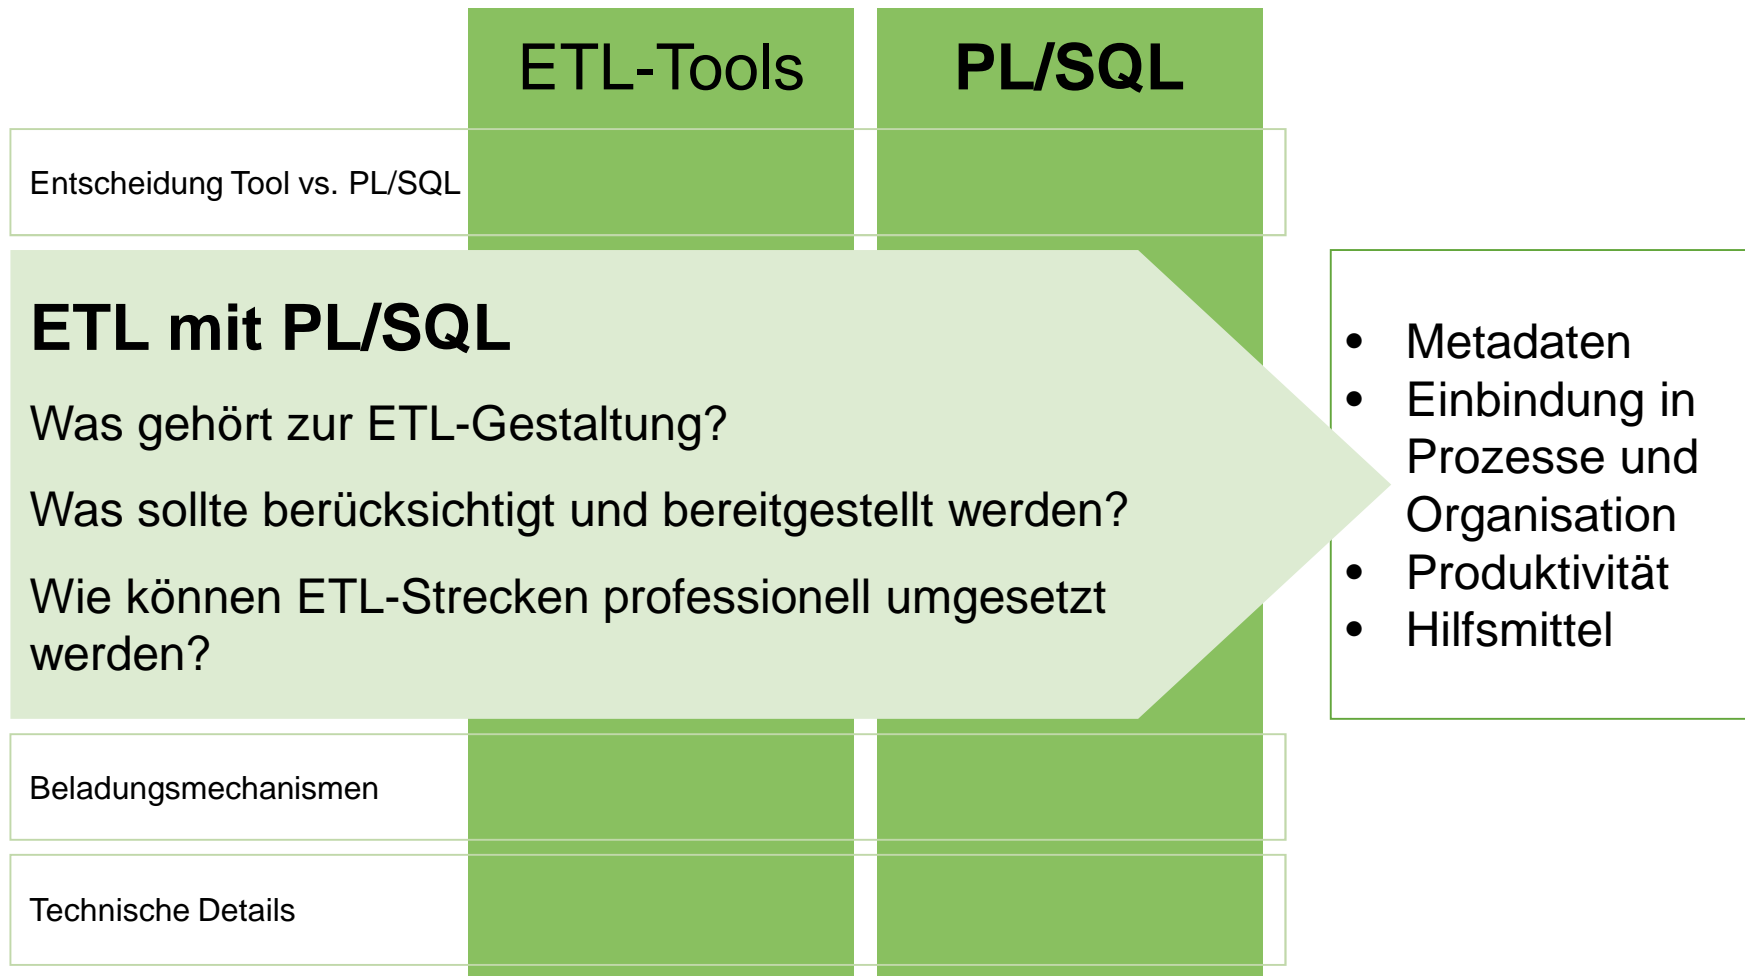 ETL-Tools
PL/SQL
Entscheidung Tool vs. PL/SQL
ETL mit PL/SQL
Was gehört zur ETL-Gestaltung?
Was sollte berücksichtigt und bereitgestellt werden?
Wie können ETL-Strecken professionell umgesetzt
werden?
• Metadaten
• Einbindung in
Prozesse und
Organisation
• Produktivität
• Hilfsmittel
Beladungsmechanismen
Technische Details